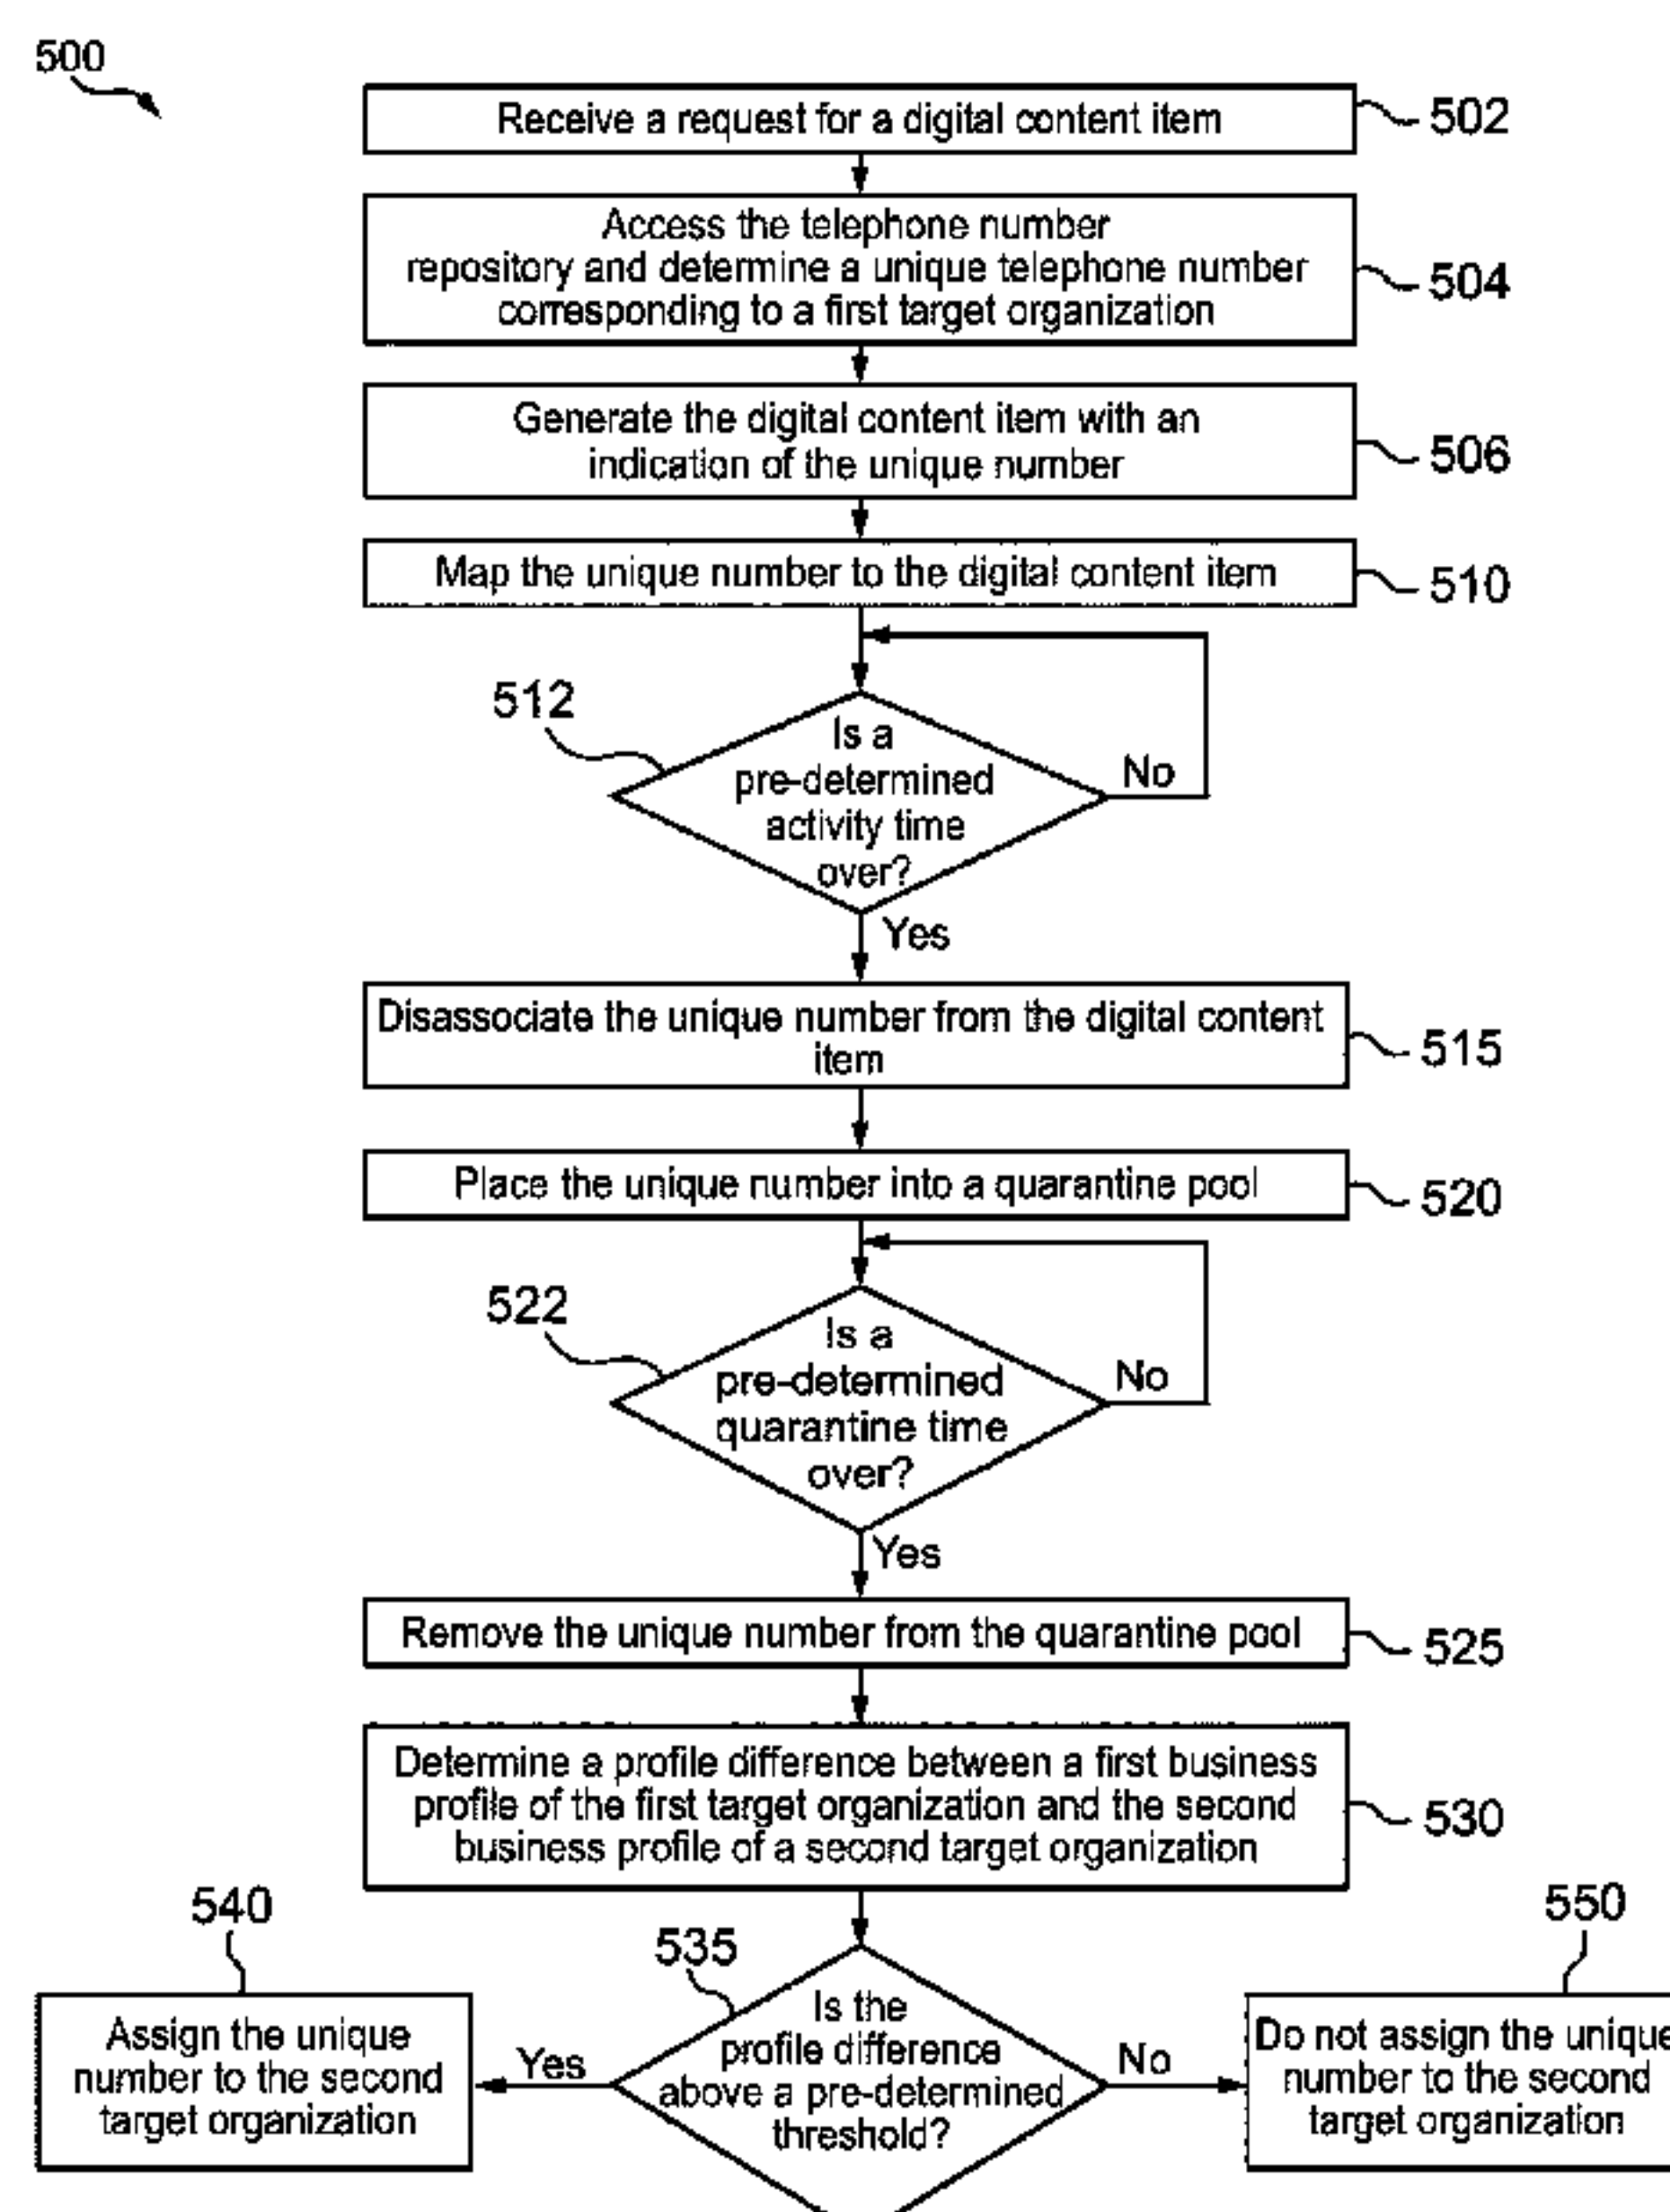 500
Receive a request for a digital content item
502
Access the telephone number
repository and determine a unique telephone number
corresponding to a first target organization
504
Generate the digital content item with an
indication of the unique number
506
Map the unique number to the digital content item
510
512
Is a
pre-determined
activity time
over?
No
Yes
Disassociate the unique number from the digital content
item
515
Place the unique number into a quarantine pool
520
522
Is a
pre-determined
quarantine time
over?
No
Yes
Remove the unique number from the quarantine pool
525
Determine a profile difference between a first business
profile of the first target organization and the second
business profile of a second target organization
530
540
535
550
Assign the unique
number to the second
target organization
Yes
Is the
profile difference
above a pre-determined
threshold?
No
Do not assign the unique
number to the second
target organization